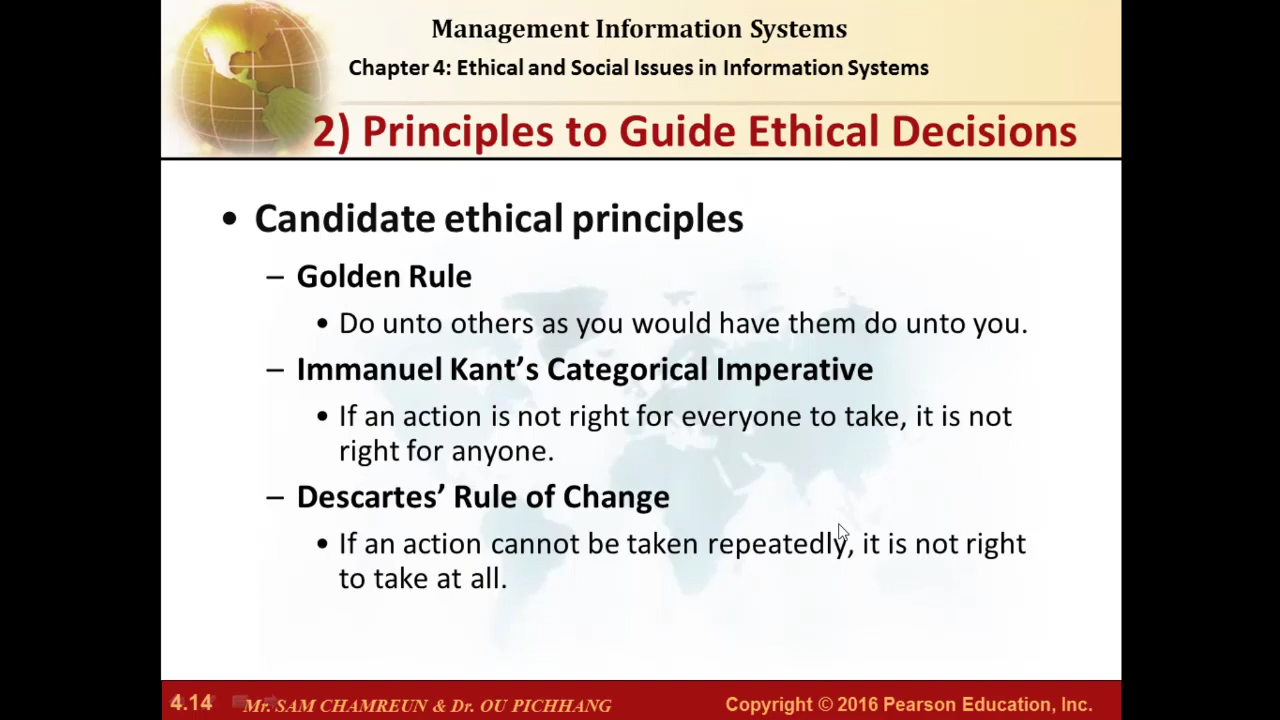 Management Information Systems
Chapter 4: Ethical and Social Issues in Information Systems
2) Principles to Guide Ethical Decisions
• Candidate ethical principles
– Golden Rule
• Do unto others as you would have them do unto you.
– Immanuel Kant’s Categorical Imperative
• If an action is not right for everyone to take, it is not
right for anyone.
– Descartes’ Rule of Change
• If an action cannot be taken repeatedly, it is not right
to take at all.
4.14 Mr. SAM CHAMREUN & Dr. OU PICHHANG Copyright © 2016 Pearson Education, Inc.